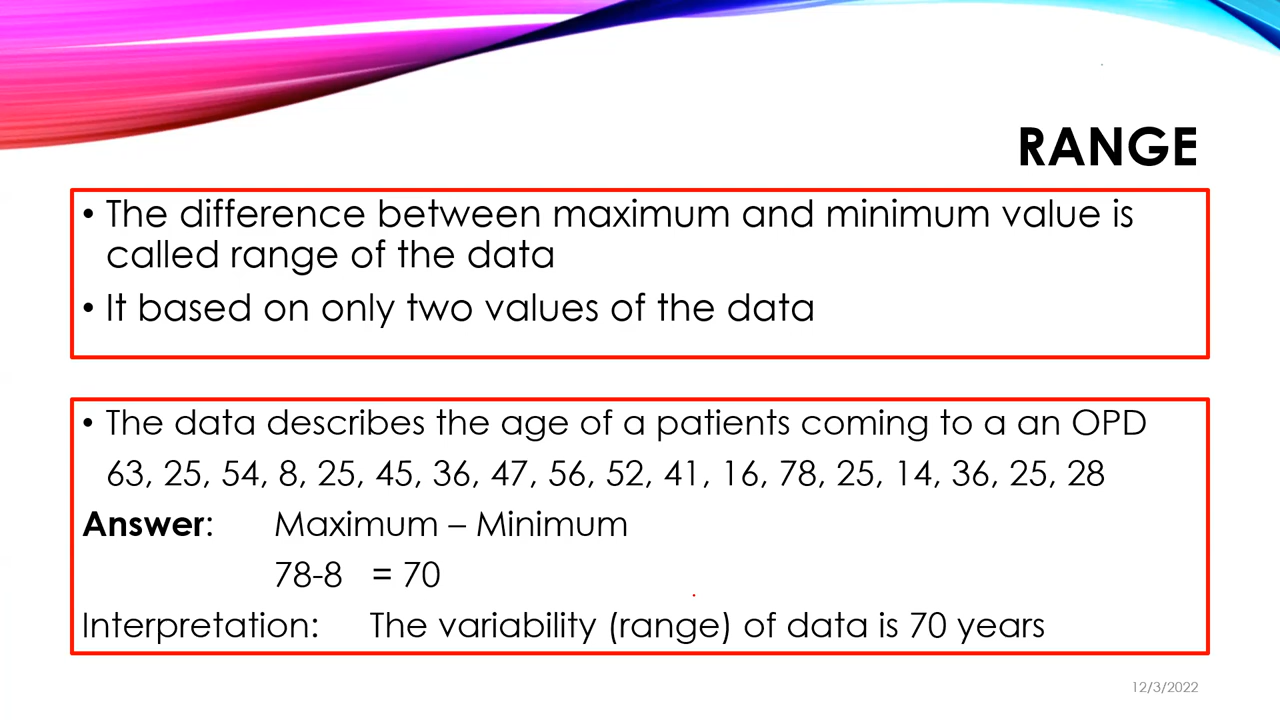 RANGE
• The difference between maximum and minimum value is
called range of the data
• It based on only two values of the data
• The data describes the age of a patients coming to a an OPD
63, 25, 54, 8, 25, 45, 36, 47, 56, 52, 41, 16, 78, 25, 14, 36, 25, 28
Answer: Maximum – Minimum
78-8 = 70
Interpretation: The variability (range) of data is 70 years
12/3/2022